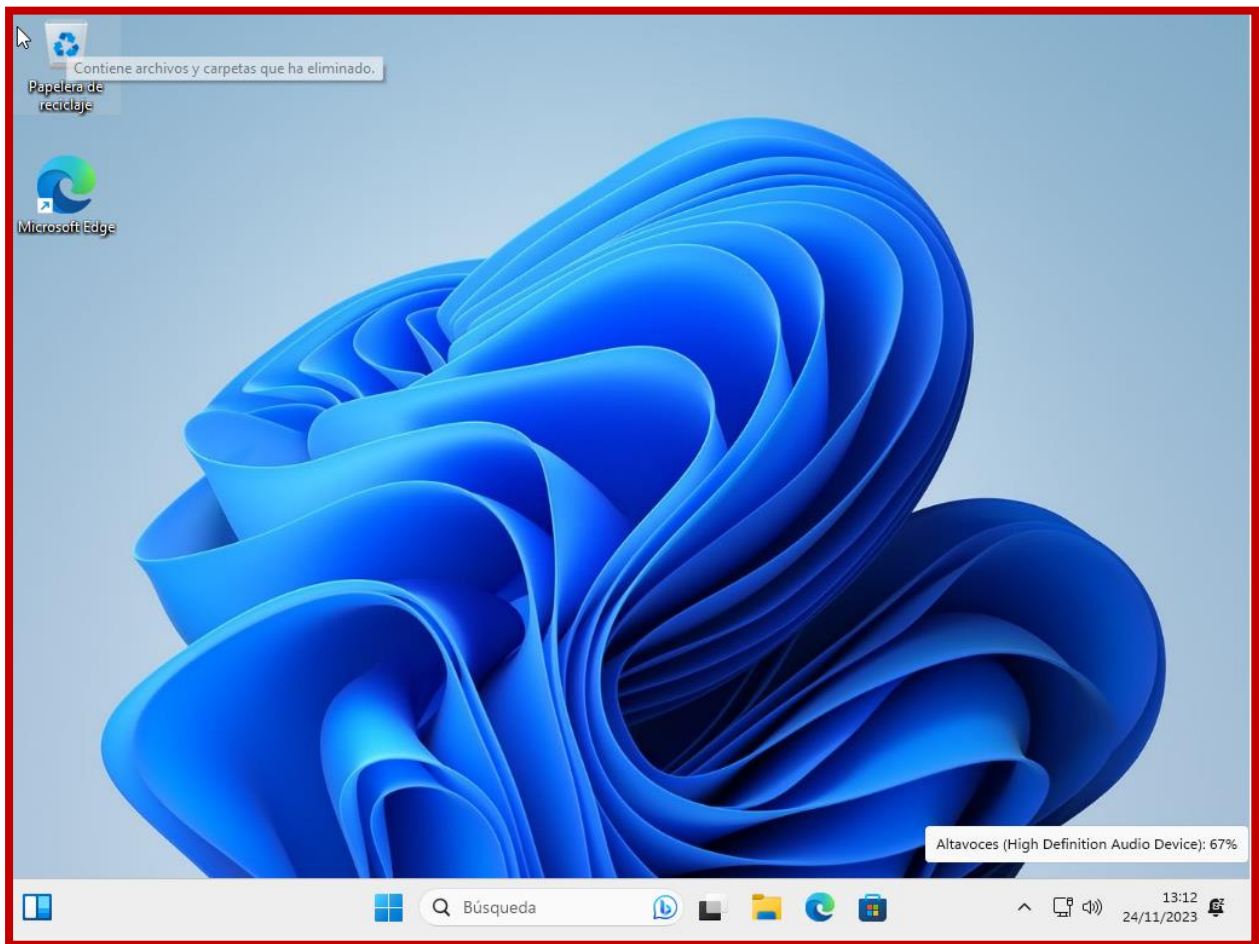 Contiene archivos y carpetas que ha eliminado.
Papelera de
reciclaje
Microsoft Edge
Altavoces (High Definition Audio Device): 67%
Búsqueda
13:12
24/11/2023